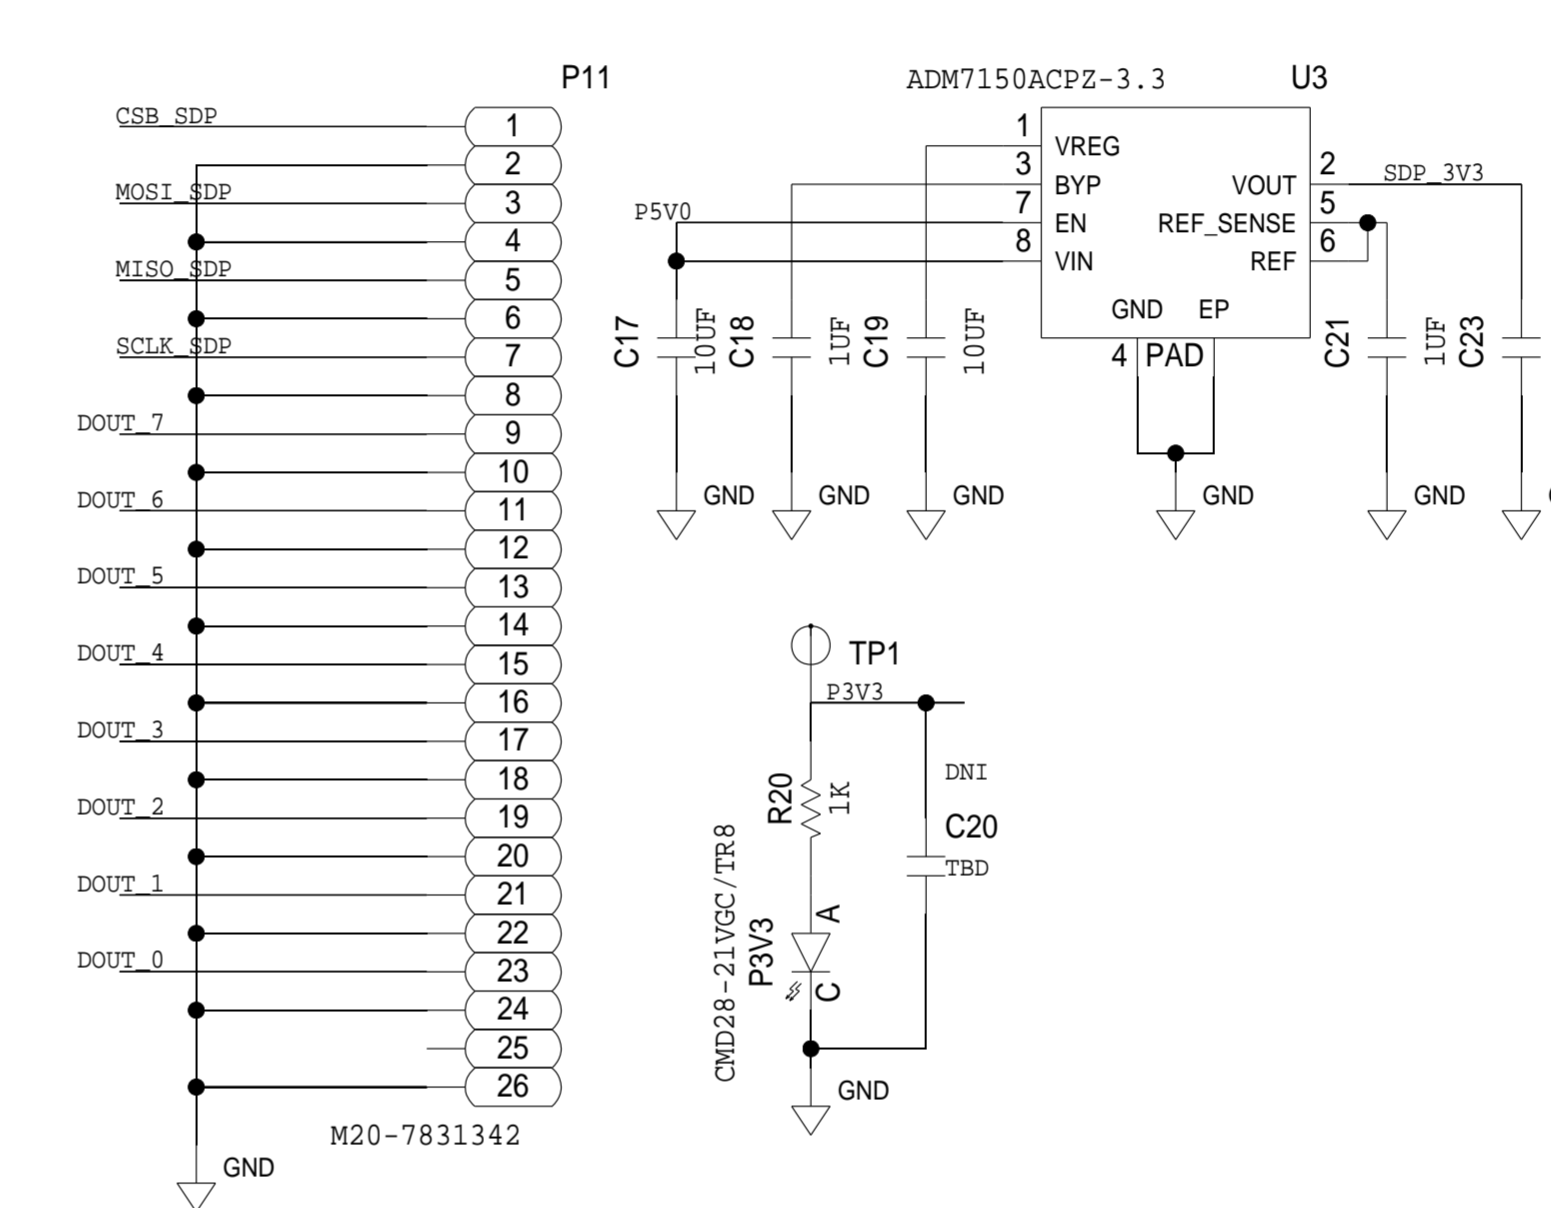 P11
CSB_SDP
1
2
MOSI_SDP
3
4
MISO_SDP
5
6
SCLK_SDP
7
8
DOUT_7
9
10
DOUT_6
11
12
DOUT_5
13
14
DOUT_4
15
16
DOUT_3
17
18
DOUT_2
19
20
DOUT_1
21
22
DOUT_0
23
24
25
26
M20-7831342
GND
ADM7150ACPZ-3.3
U3
1
VREG
3
BYP
7
EN
8
VIN
P5V0
2
VOUT
5
REF_SENSE
6
REF
SDP_3V3
GND EP
4 PAD
C17
10UF
C18
1UF
C19
10UF
C21
1UF
C23
GND
GND
GND
GND
GND
TP1
P3V3
R20
1K
DNI
C20
TBD
CMD28-21VGC/TR8
P3V3
A
C
GND